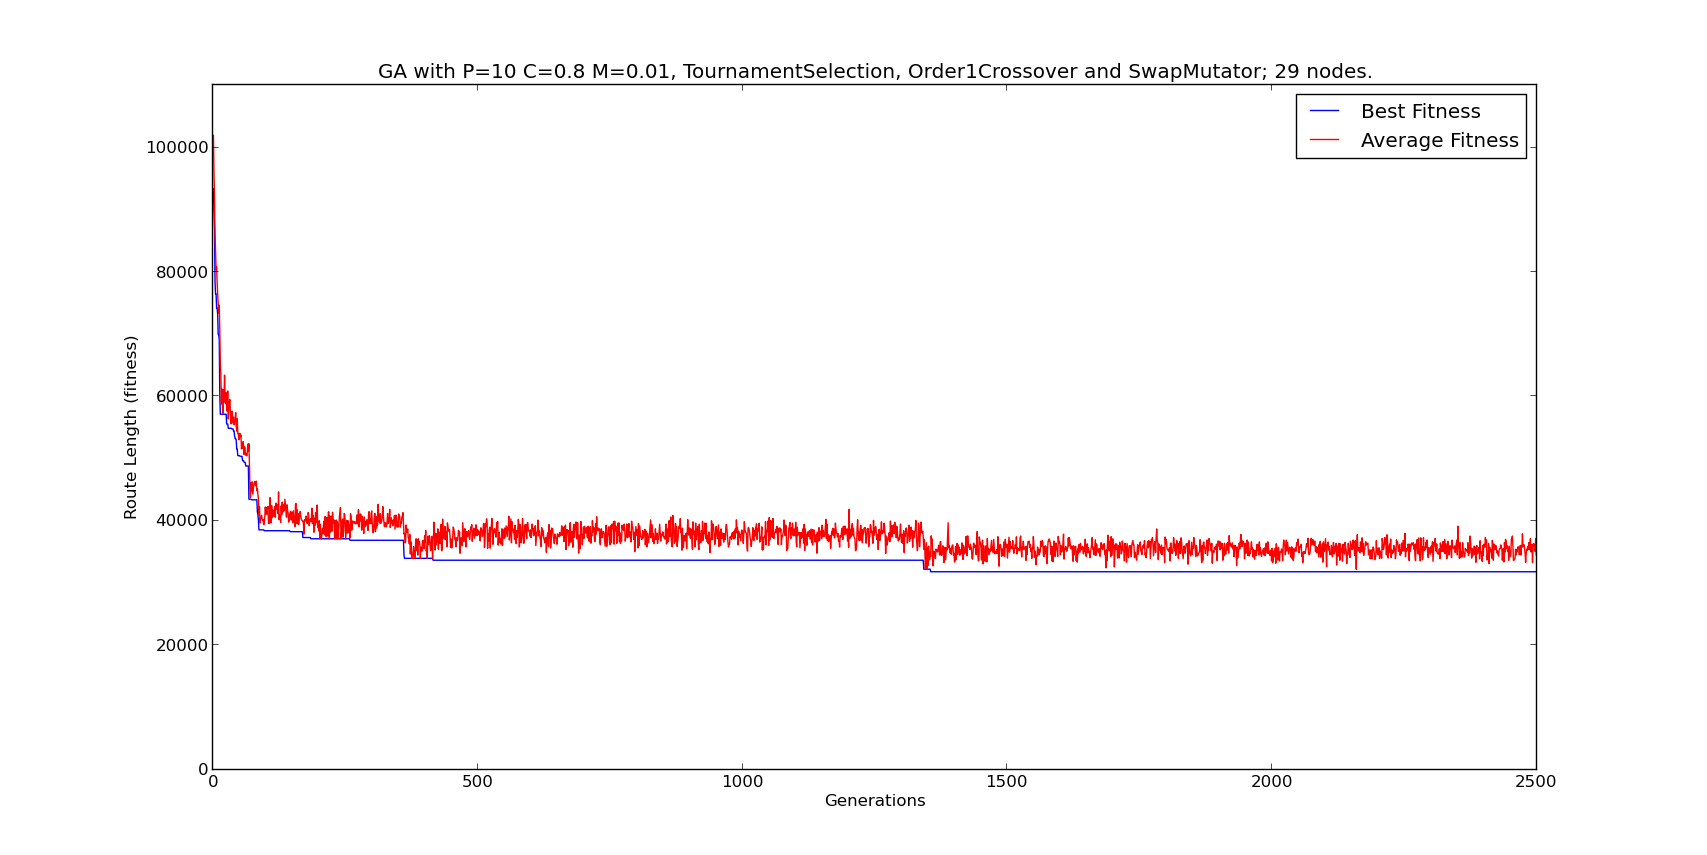 GA with P=10 C=0.8 M=0.01, TournamentSelection, Order1Crossover and SwapMutator; 29 nodes.
Best Fitness
Average Fitness
100000
80000
60000
40000
20000
0
Route Length (fitness)
0 500 1000 1500 2000 2500
Generations